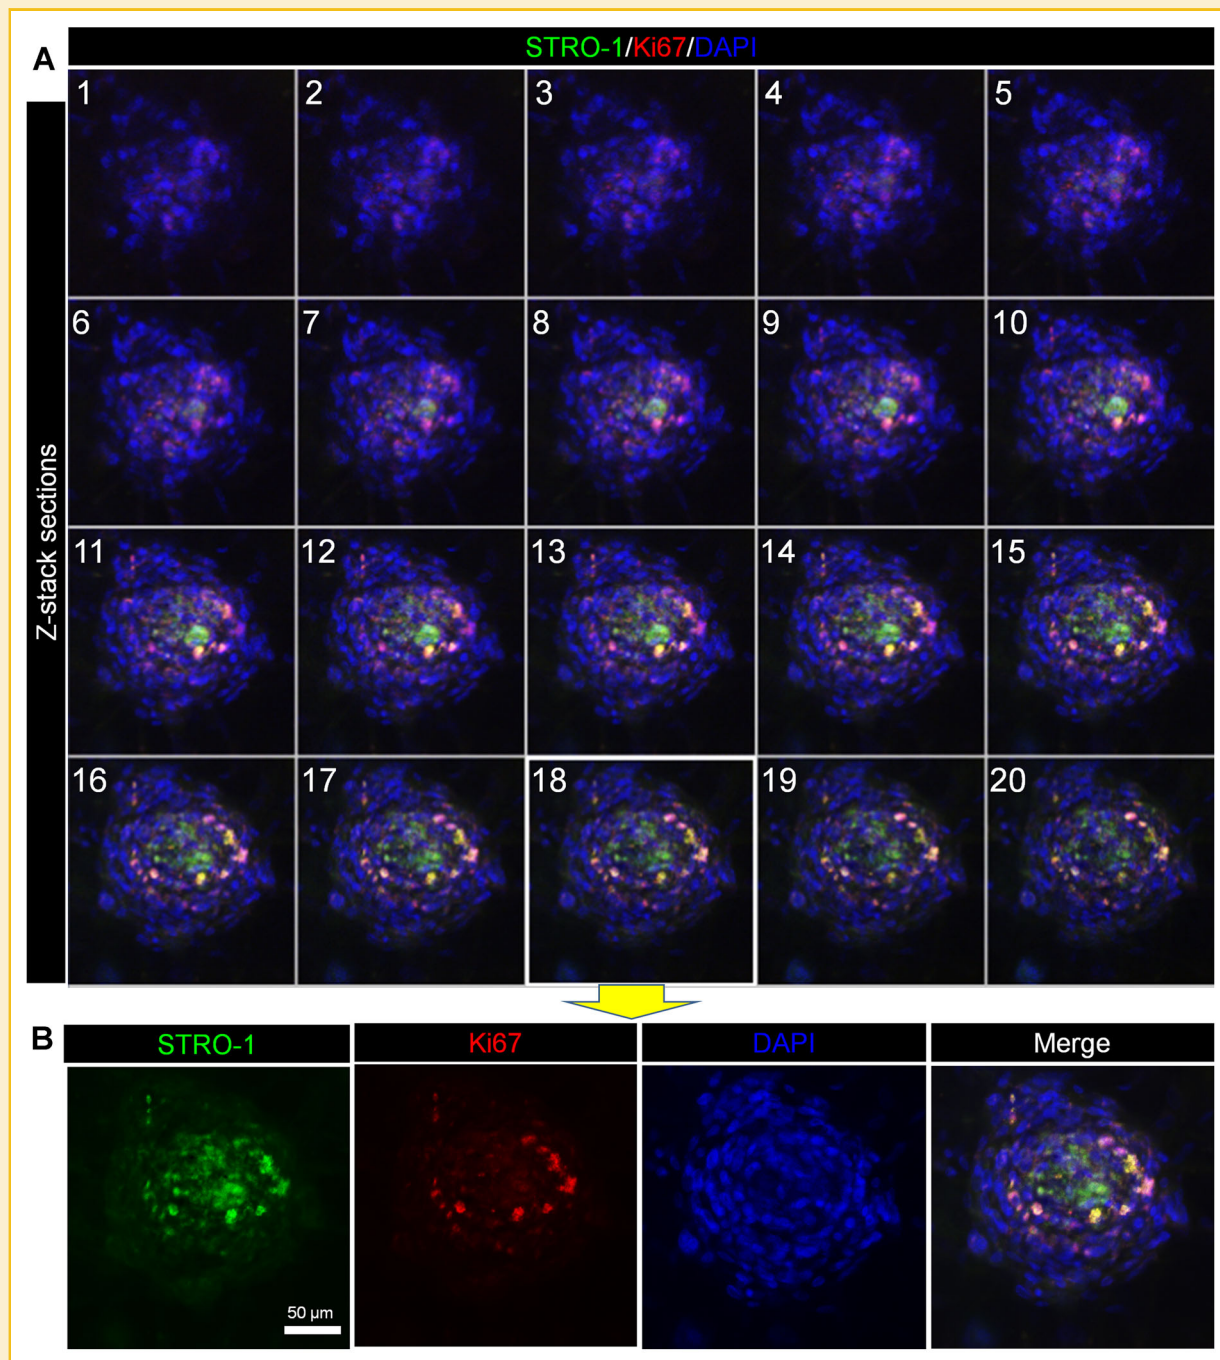 A
STRO-1/Ki67/DAPI
Z-stack sections
1 2 3 4 5
6 7 8 9 10
11 12 13 14 15
16 17 18 19 20
B
STRO-1 Ki67 DAPI Merge
50 µm